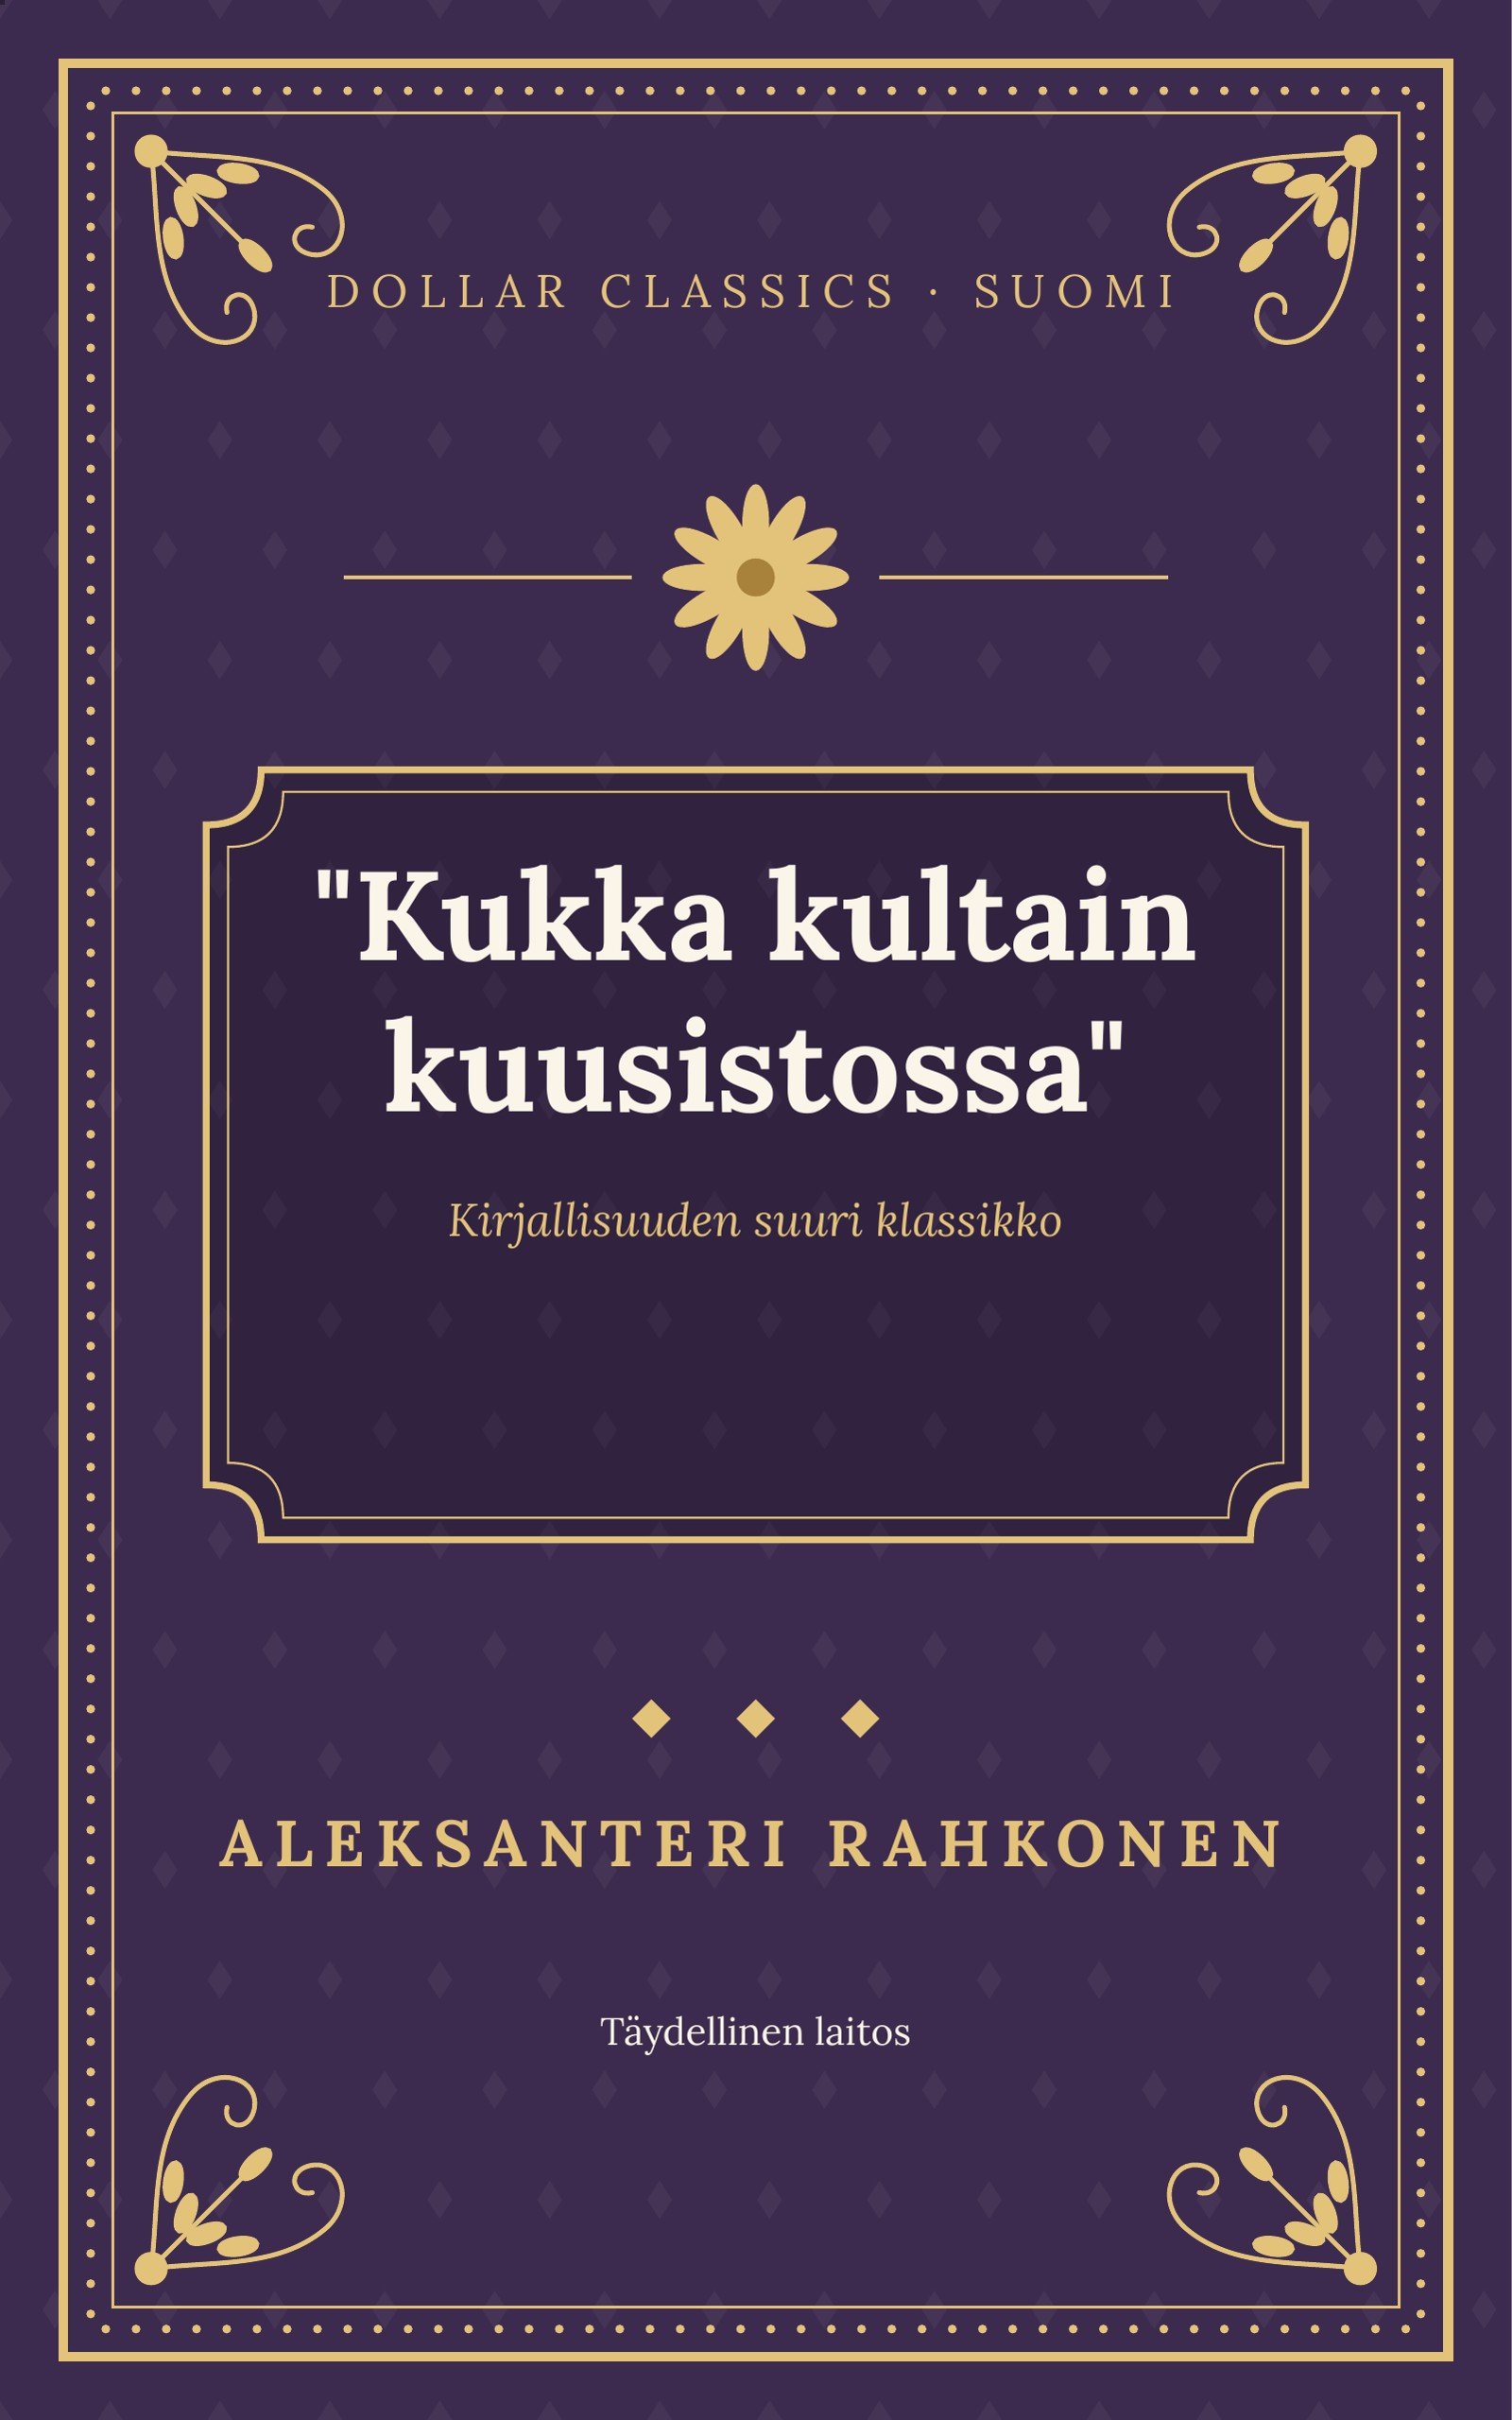 DOLLAR CLASSICS · SUOMI
"Kukka kultain
kuusistossa"
Kirjallisuuden suuri klassikko
ALEKSANTERI RAHKONEN
Täydellinen laitos